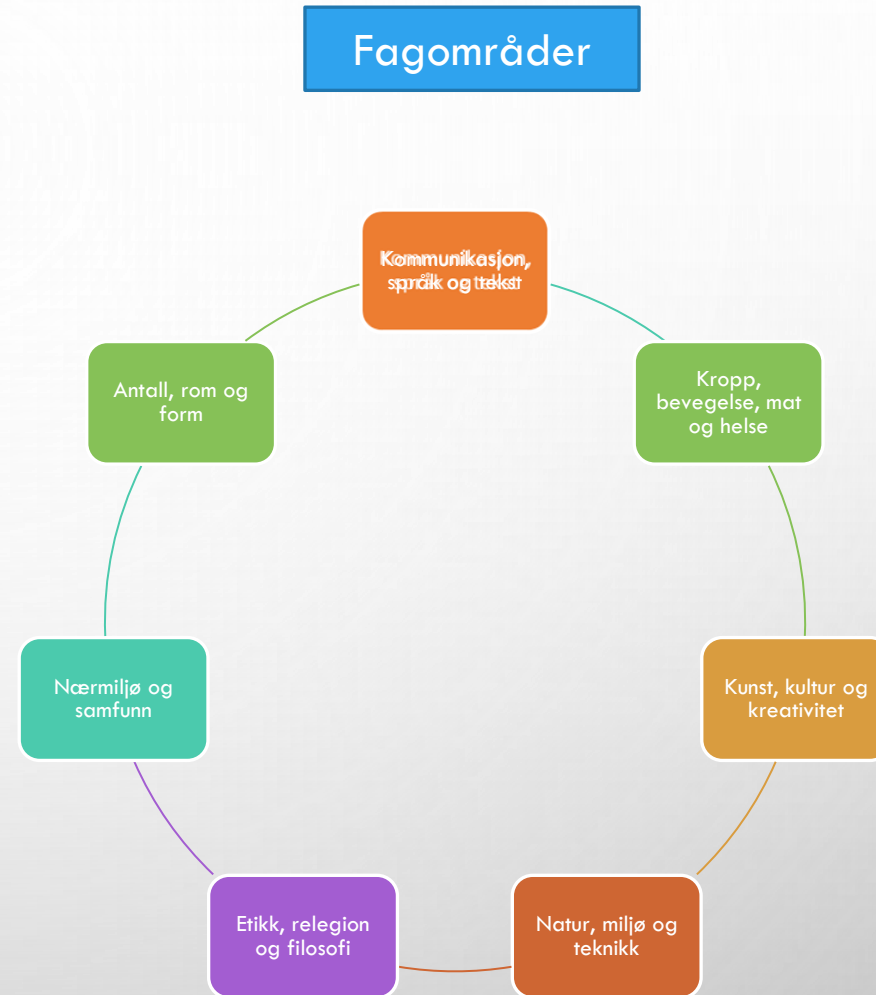 Fagområder
Kommunikasjon,
språk og tekst
Kropp,
bevegelse, mat
og helse
Kunst, kultur og
kreativitet
Natur, miljø og
teknikk
Etikk, relegion
og filosofi
Nærmiljø og
samfunn
Antall, rom og
form